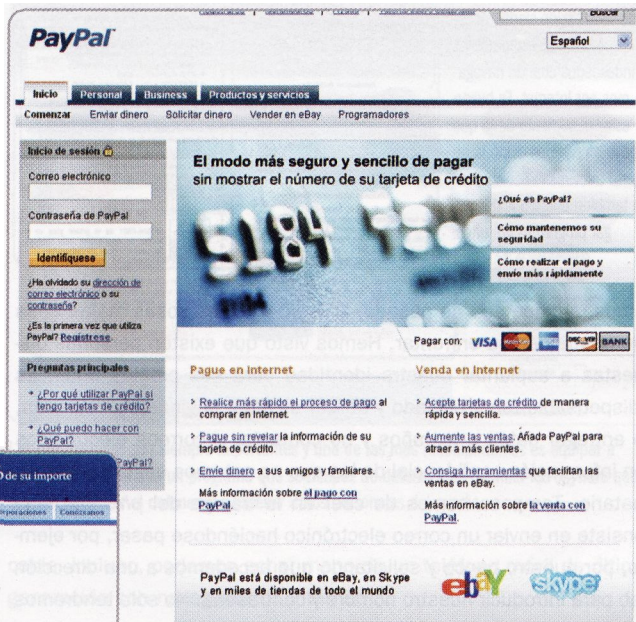 Buscar
PayPal
Español
Inicio
Personal
Business
Productos y servicios
Comenzar
Enviar dinero
Solicitar dinero
Vender en eBay
Programadores
Inicio de sesión
Correo electrónico
Contraseña de PayPal
Identifíquese
¿Ha olvidado su dirección de
correo electrónico o su
contraseña?
¿Es la primera vez que utiliza
PayPal? Regístrese.
El modo más seguro y sencillo de pagar
sin mostrar el número de su tarjeta de crédito
5184
¿Qué es PayPal?
Cómo mantenemos su
seguridad
Cómo realizar el pago y
envío más rápidamente
Pagar con:
VISA
MasterCard
DISCOVER
BANK
Preguntas principales
¿Por qué utilizar PayPal si
tengo tarjetas de crédito?
¿Qué puedo hacer con
PayPal?
PayPal?
de su importe
Conózcanos
Pague en internet
Realice más rápido el proceso de pago al
comprar en Internet.
Pague sin revelar la información de su
tarjeta de crédito.
Envíe dinero a sus amigos y familiares.
Más información sobre el pago con
PayPal.
Venda en internet
Acepte tarjetas de crédito de manera
rápida y sencilla.
Aumente las ventas. Añada PayPal para
atraer a más clientes.
Consiga herramientas que facilitan las
ventas en eBay.
Más información sobre la venta con
PayPal.
PayPal está disponible en eBay, en Skype
y en miles de tiendas de todo el mundo
ebY
skype